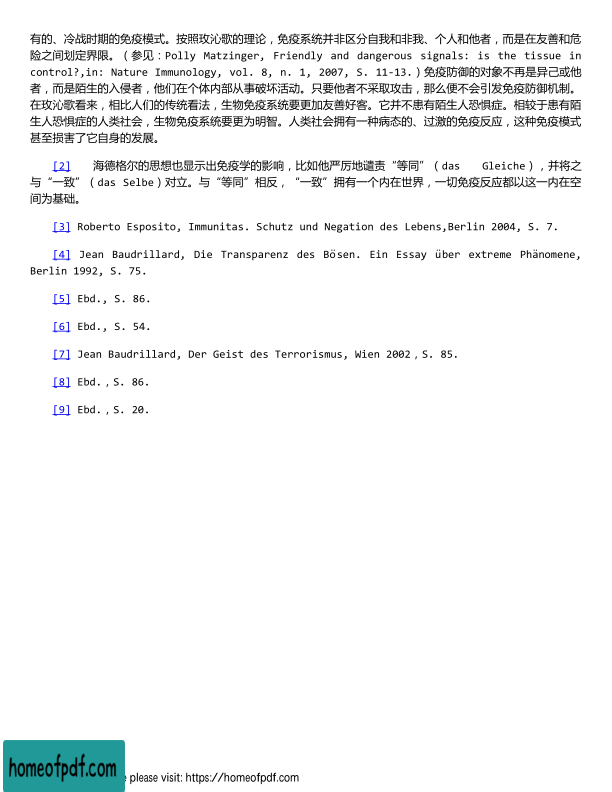 有的、冷战时期的免疫模式。按照玫沁歌的理论，免疫系统并非区分自我和非我、个人和他者，而是在友善和危
险之间划定界限。（参见：Polly Matzinger, Friendly and dangerous signals: is the tissue in
control?,in: Nature Immunology, vol. 8, n. 1, 2007, S. 11-13.）免疫防御的对象不再是异己或他
者，而是陌生的入侵者，他们在个体内部从事破坏活动。只要他者不采取攻击，那么便不会引发免疫防御机制。
在玫沁歌看来，相比人们的传统看法，生物免疫系统要更加友善好客。它并不患有陌生人恐惧症。相较于患有陌
生人恐惧症的人类社会，生物免疫系统要更为明智。人类社会拥有一种病态的、过激的免疫反应，这种免疫模式
甚至损害了它自身的发展。
[2] 海德格尔的思想也显示出免疫学的影响，比如他严厉地谴责“等同”（das Gleiche），并将之
与“一致”（das Selbe）对立。与“等同”相反，“一致”拥有一个内在世界，一切免疫反应都以这一内在空
间为基础。
[3] Roberto Esposito, Immunitas. Schutz und Negation des Lebens,Berlin 2004, S. 7.
[4] Jean Baudrillard, Die Transparenz des Bösen. Ein Essay über extreme Phänomene,
Berlin 1992, S. 75.
[5] Ebd., S. 86.
[6] Ebd., S. 54.
[7] Jean Baudrillard, Der Geist des Terrorismus, Wien 2002，S. 85.
[8] Ebd.，S. 86.
[9] Ebd.，S. 20.
homeofpdf.com
please visit: https://homeofpdf.com